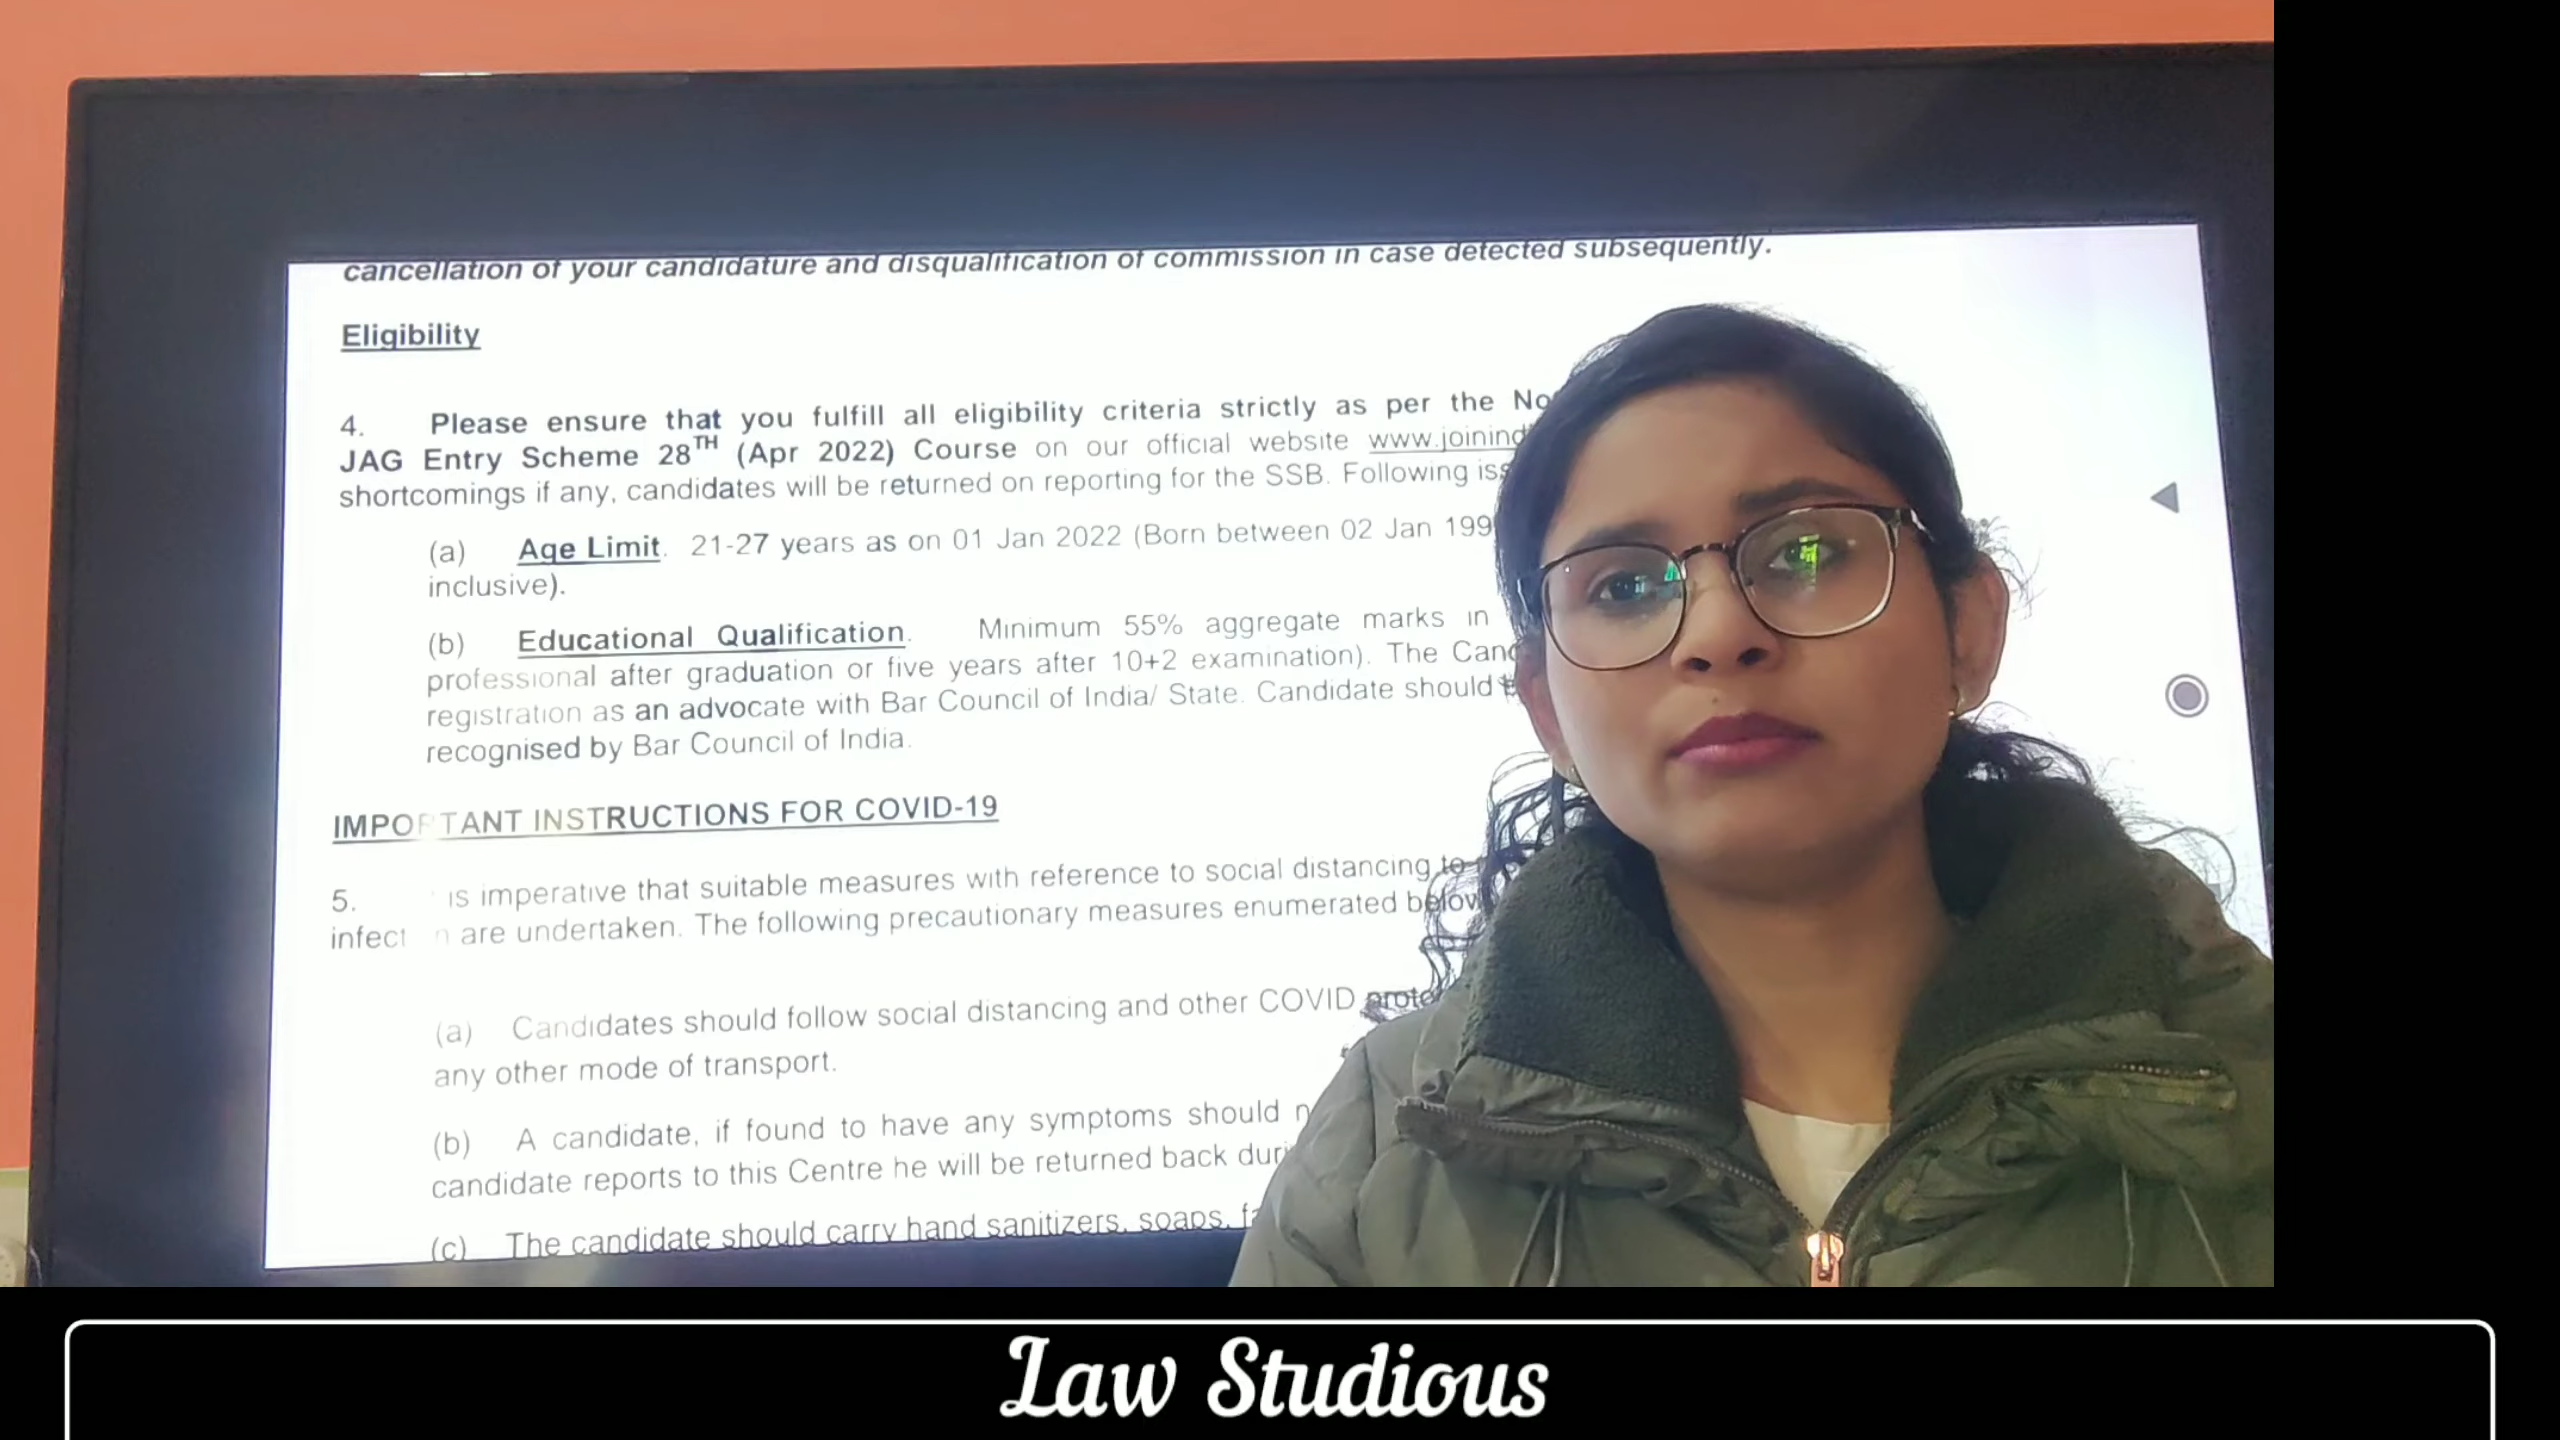 cancellation of your candidature and disqualification of commission in case detected subsequently.
Eligibility
4. Please ensure that you fulfill all eligibility criteria strictly as per the
JAG Entry Scheme 28TH (Apr 2022) Course on our official website
shortcomings if any, candidates will be returned on reporting for the SSB. Following
(a) Age Limit. 21-27 years as on 01 Jan 2022 (Born between 02 Jan
inclusive).
(b) Educational Qualification. Minimum 55% aggregate marks in
professional after graduation or five years after 10+2 examination). The
registration as an advocate with Bar Council of India/ State. Candidate should
recognised by Bar Council of India.
IMPORTANT INSTRUCTIONS FOR COVID-19
5. is imperative that suitable measures with reference to social distancing to
are undertaken. The following precautionary measures enumerated below
(a) Candidates should follow social distancing and other COVID
any other mode of transport.
(b) A candidate, if found to have any symptoms should
candidate reports to this Centre he will be returned back
(c) The candidate should carry hand sanitizers, soaps,
Law Studious